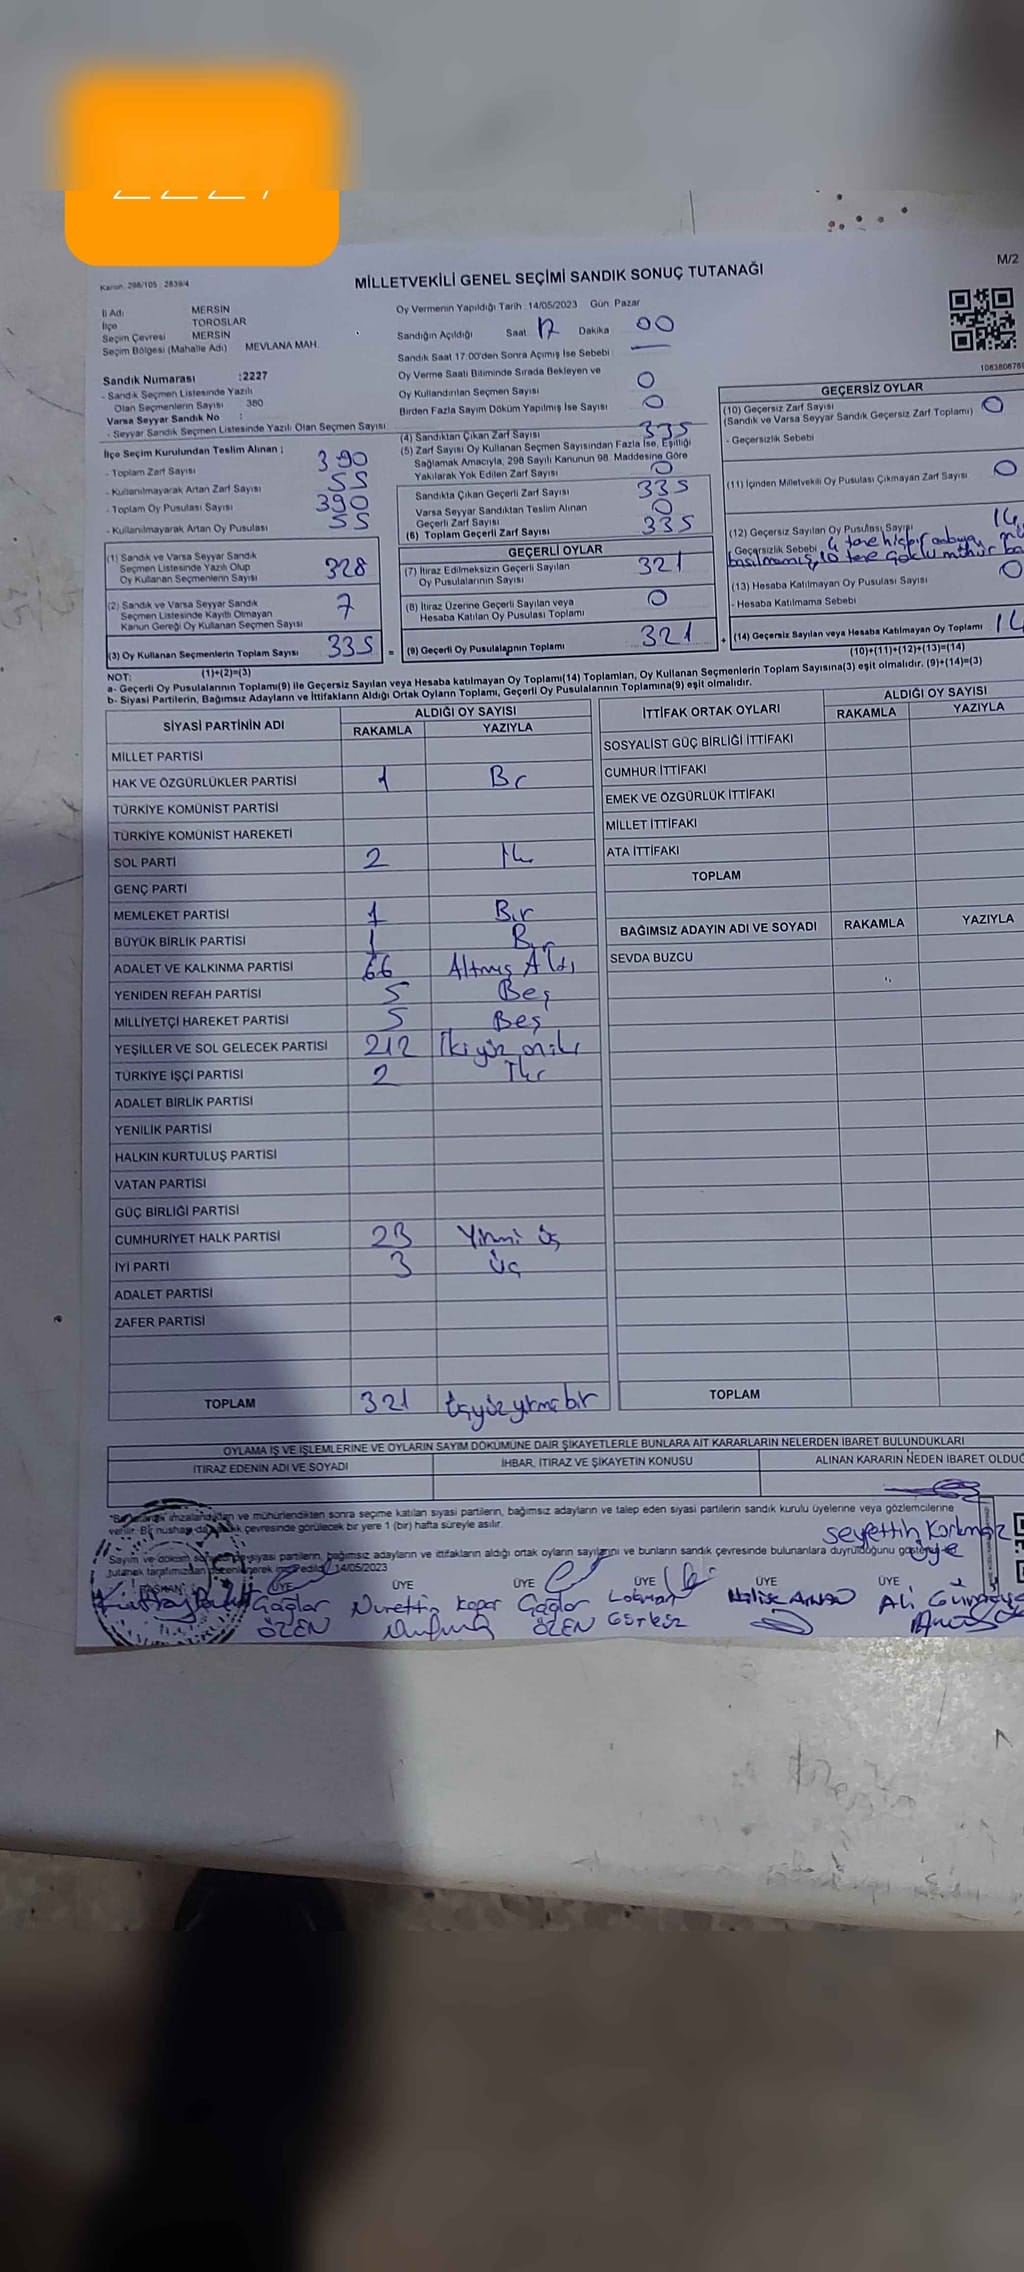 2227
Kanun: 298/105 2839/4
MİLLETVEKİLİ GENEL SEÇİMİ SANDIK SONUÇ TUTANAĞI
M/2
İl Adı MERSİN
İlçe TOROSLAR
Seçim Çevresi MERSİN
Seçim Bölgesi (Mahalle Adı) MEVLANA MAH.
Sandık Numarası :2227
- Sandık Seçmen Listesinde Yazılı
Olan Seçmenlerin Sayısı 380
Varsa Seyyar Sandık No :
- Seyyar Sandık Seçmen Listesinde Yazılı Olan Seçmen Sayısı
Oy Vermenin Yapıldığı Tarih : 14/05/2023 Gün: Pazar
Sandığın Açıldığı Saat 17 Dakika 00
Sandık Saat 17:00'den Sonra Açımış İse Sebebi
Oy Verme Saati Bitiminde Sırada Bekleyen ve
Oy Kullandırılan Seçmen Sayısı 0
Birden Fazla Sayım Döküm Yapılmış İse Sayısı 0
İlçe Seçim Kurulundan Teslim Alınan ;
- Toplam Zarf Sayısı 390
- Kullanılmayarak Artan Zarf Sayısı 55
- Toplam Oy Pusulası Sayısı 390
- Kullanılmayarak Artan Oy Pusulası 55
(1) Sandık ve Varsa Seyyar Sandık
Seçmen Listesinde Yazılı Olup
Oy Kullanan Seçmenlerin Sayısı 328
(2) Sandık ve Varsa Seyyar Sandık
Seçmen Listesinde Kayıtlı Olmayan
Kanun Gereği Oy Kullanan Seçmen Sayısı 7
(3) Oy Kullanan Seçmenlerin Toplam Sayısı 335
(1)+(2)=(3)
(4) Sandıktan Çıkan Zarf Sayısı 335
(5) Zarf Sayısı Oy Kullanan Seçmen Sayısından Fazla İse, Eşitliği
Sağlamak Amacıyla, 298 Sayılı Kanunun 98. Maddesine Göre
Yakılarak Yok Edilen Zarf Sayısı 0
Sandıkta Çıkan Geçerli Zarf Sayısı 335
Varsa Seyyar Sandıktan Teslim Alınan
Geçerli Zarf Sayısı 0
(6) Toplam Geçerli Zarf Sayısı 335
GEÇERLİ OYLAR
(7) İtiraz Edilmeksizin Geçerli Sayılan
Oy Pusulalarının Sayısı 321
(8) İtiraz Üzerine Geçerli Sayılan veya
Hesaba Katılan Oy Pusulası Toplamı 0
= (9) Geçerli Oy Pusulalarının Toplamı 321 +
GEÇERSİZ OYLAR
(10) Geçersiz Zarf Sayısı
(Sandık ve Varsa Seyyar Sandık Geçersiz Zarf Toplamı) 0
- Geçersizlik Sebebi
(11) İçinden Milletvekili Oy Pusulası Çıkmayan Zarf Sayısı 0
(12) Geçersiz Sayılan Oy Pusulası Sayısı 14
- Geçersizlik Sebebi 4 tane hiçbir
basılmamış, 10 tane çoklu mühür
(13) Hesaba Katılmayan Oy Pusulası Sayısı 0
- Hesaba Katılmama Sebebi
(14) Geçersiz Sayılan veya Hesaba Katılmayan Oy Toplamı 14
(10)+(11)+(12)+(13)=(14)
NOT:
a- Geçerli Oy Pusulalarının Toplamı(9) ile Geçersiz Sayılan veya Hesaba katılmayan Oy Toplamı(14) Toplamları, Oy Kullanan Seçmenlerin Toplam Sayısına(3) eşit olmalıdır. (9)+(14)=(3)
b- Siyasi Partilerin, Bağımsız Adayların ve İttifakların Aldığı Ortak Oyların Toplamı, Geçerli Oy Pusulalarının Toplamına(9) eşit olmalıdır.
SİYASİ PARTİNİN ADI ALDIĞI OY SAYISI
RAKAMLA YAZIYLA
MİLLET PARTİSİ
HAK VE ÖZGÜRLÜKLER PARTİSİ 1 Bir
TÜRKİYE KOMÜNİST PARTİSİ
TÜRKİYE KOMÜNİST HAREKETİ
SOL PARTİ 2 İki
GENÇ PARTİ
MEMLEKET PARTİSİ 1 Bir
BÜYÜK BİRLİK PARTİSİ 1 Bir
ADALET VE KALKINMA PARTİSİ 66 Altmış Altı
YENİDEN REFAH PARTİSİ 5 Beş
MİLLİYETÇİ HAREKET PARTİSİ 5 Beş
YEŞİLLER VE SOL GELECEK PARTİSİ 212 İkiyüz oniki
TÜRKİYE İŞÇİ PARTİSİ 2 İki
ADALET BİRLİK PARTİSİ
YENİLİK PARTİSİ
HALKIN KURTULUŞ PARTİSİ
VATAN PARTİSİ
GÜÇ BİRLİĞİ PARTİSİ
CUMHURİYET HALK PARTİSİ 23 Yirmi üç
İYİ PARTİ 3 üç
ADALET PARTİSİ
ZAFER PARTİSİ
TOPLAM 321 üçyüzyirmibir
İTTİFAK ORTAK OYLARI ALDIĞI OY SAYISI
RAKAMLA YAZIYLA
SOSYALİST GÜÇ BİRLİĞİ İTTİFAKI
CUMHUR İTTİFAKI
EMEK VE ÖZGÜRLÜK İTTİFAKI
MİLLET İTTİFAKI
ATA İTTİFAKI
TOPLAM
BAĞIMSIZ ADAYIN ADI VE SOYADI RAKAMLA YAZIYLA
SEVDA BUZCU
TOPLAM
OYLAMA İŞ VE İŞLEMLERİNE VE OYLARIN SAYIM DÖKÜMÜNE DAİR ŞİKAYETLERLE BUNLARA AİT KARARLARIN NELERDEN İBARET BULUNDUKLARI
İTİRAZ EDENİN ADI VE SOYADI İHBAR, İTİRAZ VE ŞİKAYETİN KONUSU ALINAN KARARIN NEDEN İBARET OLDUĞ
ve mühürlendikten sonra seçime katılan siyasi partilerin, bağımsız adayların ve talep eden siyasi partilerin sandık kurulu üyelerine veya gözlemcilerine
verilir. Bir nüshası da çevresinde görülecek bir yere 1 (bir) hafta süreyle asılır.
Seyfettin Korkmaz
üye
Sayım ve döküm siyasi partilerin, bağımsız adayların ve ittifakların aldığı ortak oyların sayılarını ve bunların sandık çevresinde bulunanlara duyrulduğunu
tutanak tarafımızdan 14/05/2023
BAŞKAN ÜYE ÜYE ÜYE ÜYE ÜYE ÜYE
Çağlar ÖZEN Nurettin Çağlar ÖZEN Lokman Ali